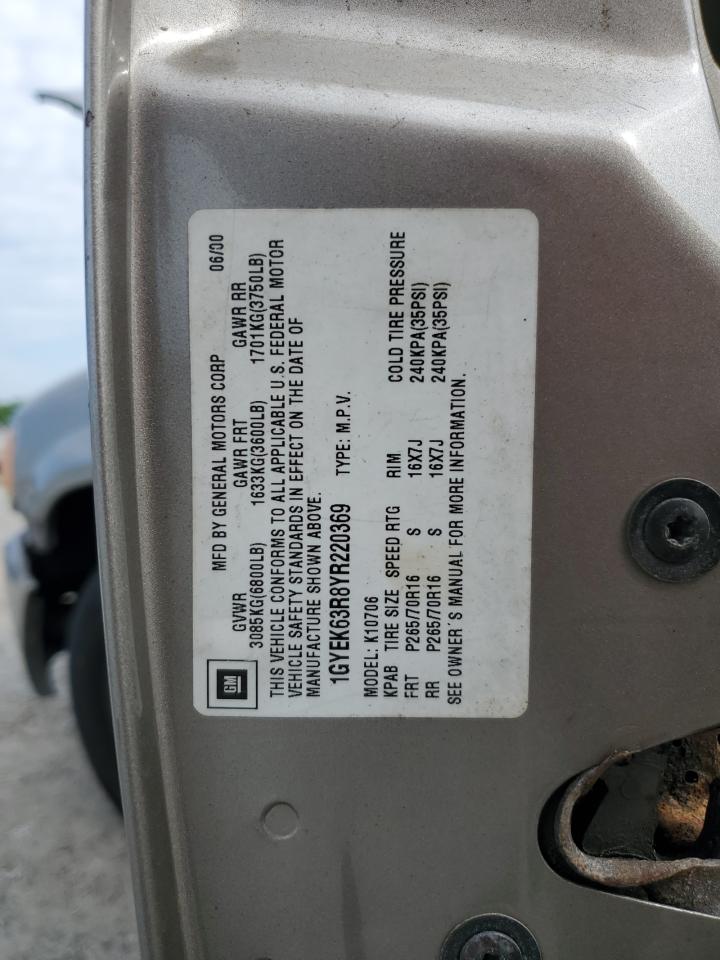 MFD BY GENERAL MOTORS CORP 06/00
GVWR GAWR FRT GAWR RR
3085KG(6800LB) 1633KG(3600LB) 1701KG(3750LB)
THIS VEHICLE CONFORMS TO ALL APPLICABLE U.S. FEDERAL MOTOR
VEHICLE SAFETY STANDARDS IN EFFECT ON THE DATE OF
MANUFACTURE SHOWN ABOVE.
1GYEK63R8YR220369 TYPE: M.P.V.
MODEL: K10706
KPAB TIRE SIZE SPEED RTG RIM COLD TIRE PRESSURE
FRT P265/70R16 S 16X7J 240KPA(35PSI)
RR P265/70R16 S 16X7J 240KPA(35PSI)
SEE OWNER'S MANUAL FOR MORE INFORMATION.
GM